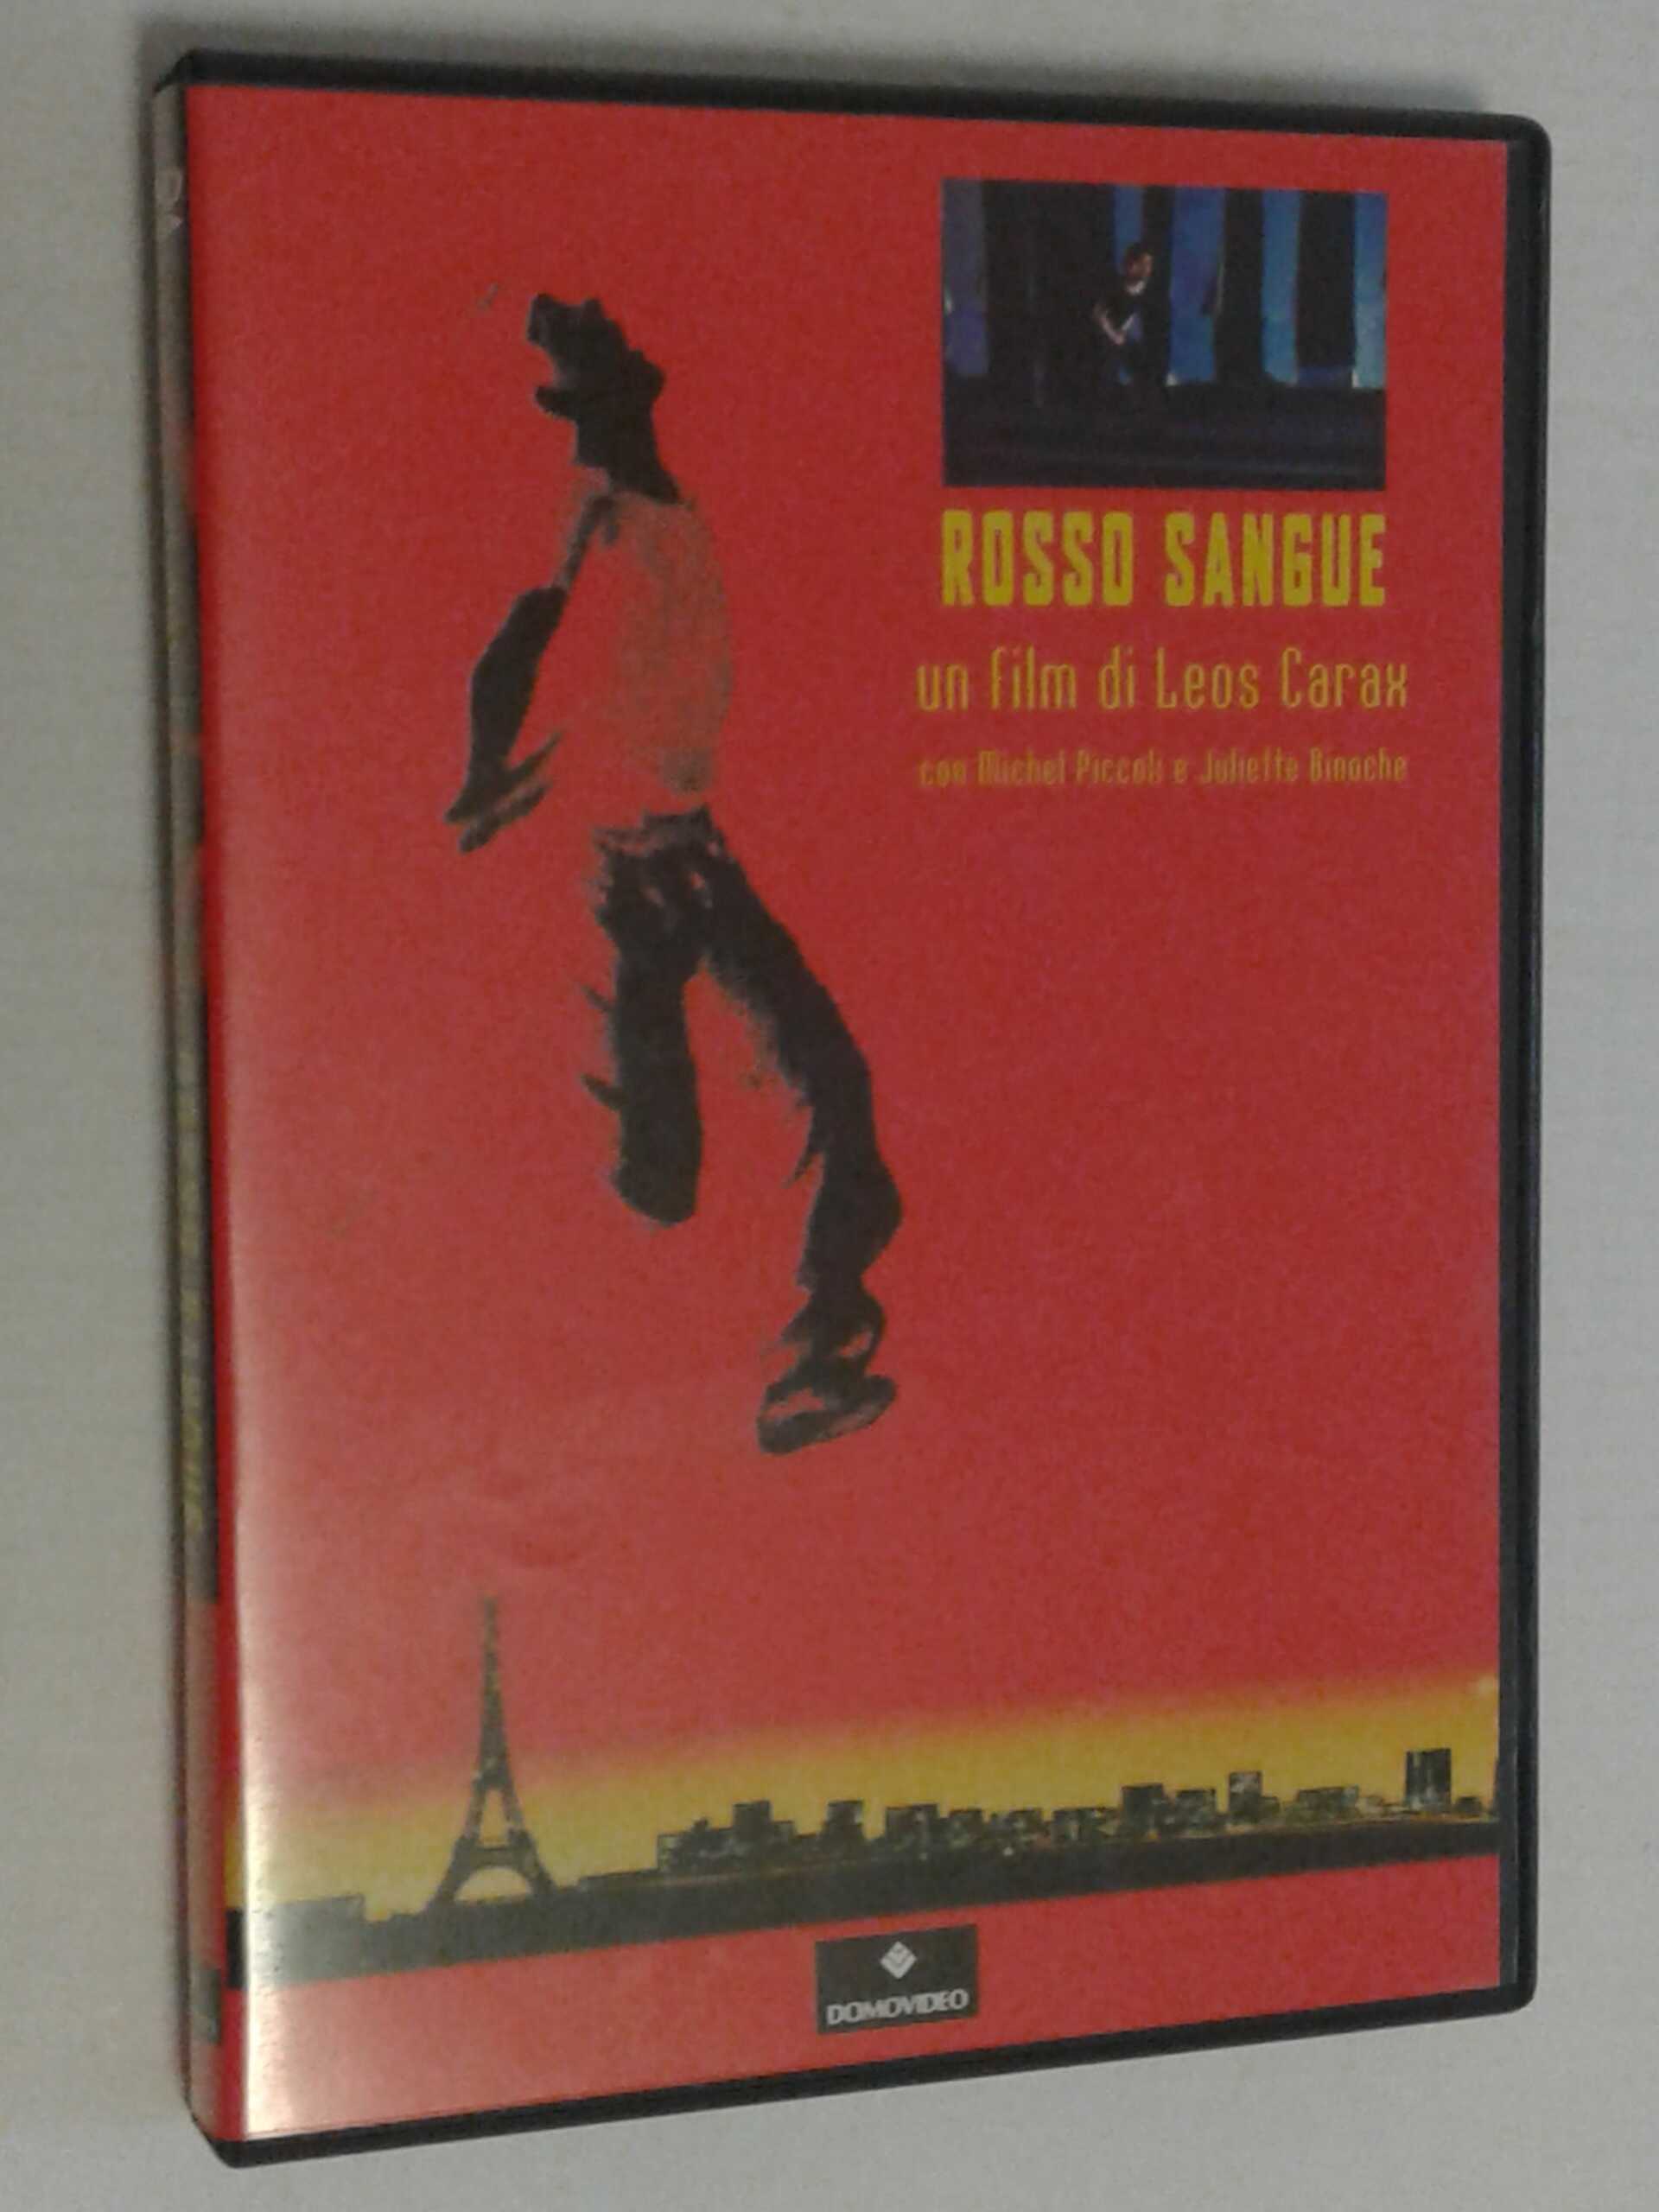 ROSSO SANGUE
un film di Leos Carax
con Michel Piccoli e Juliette Binoche
DOMOVIDEO